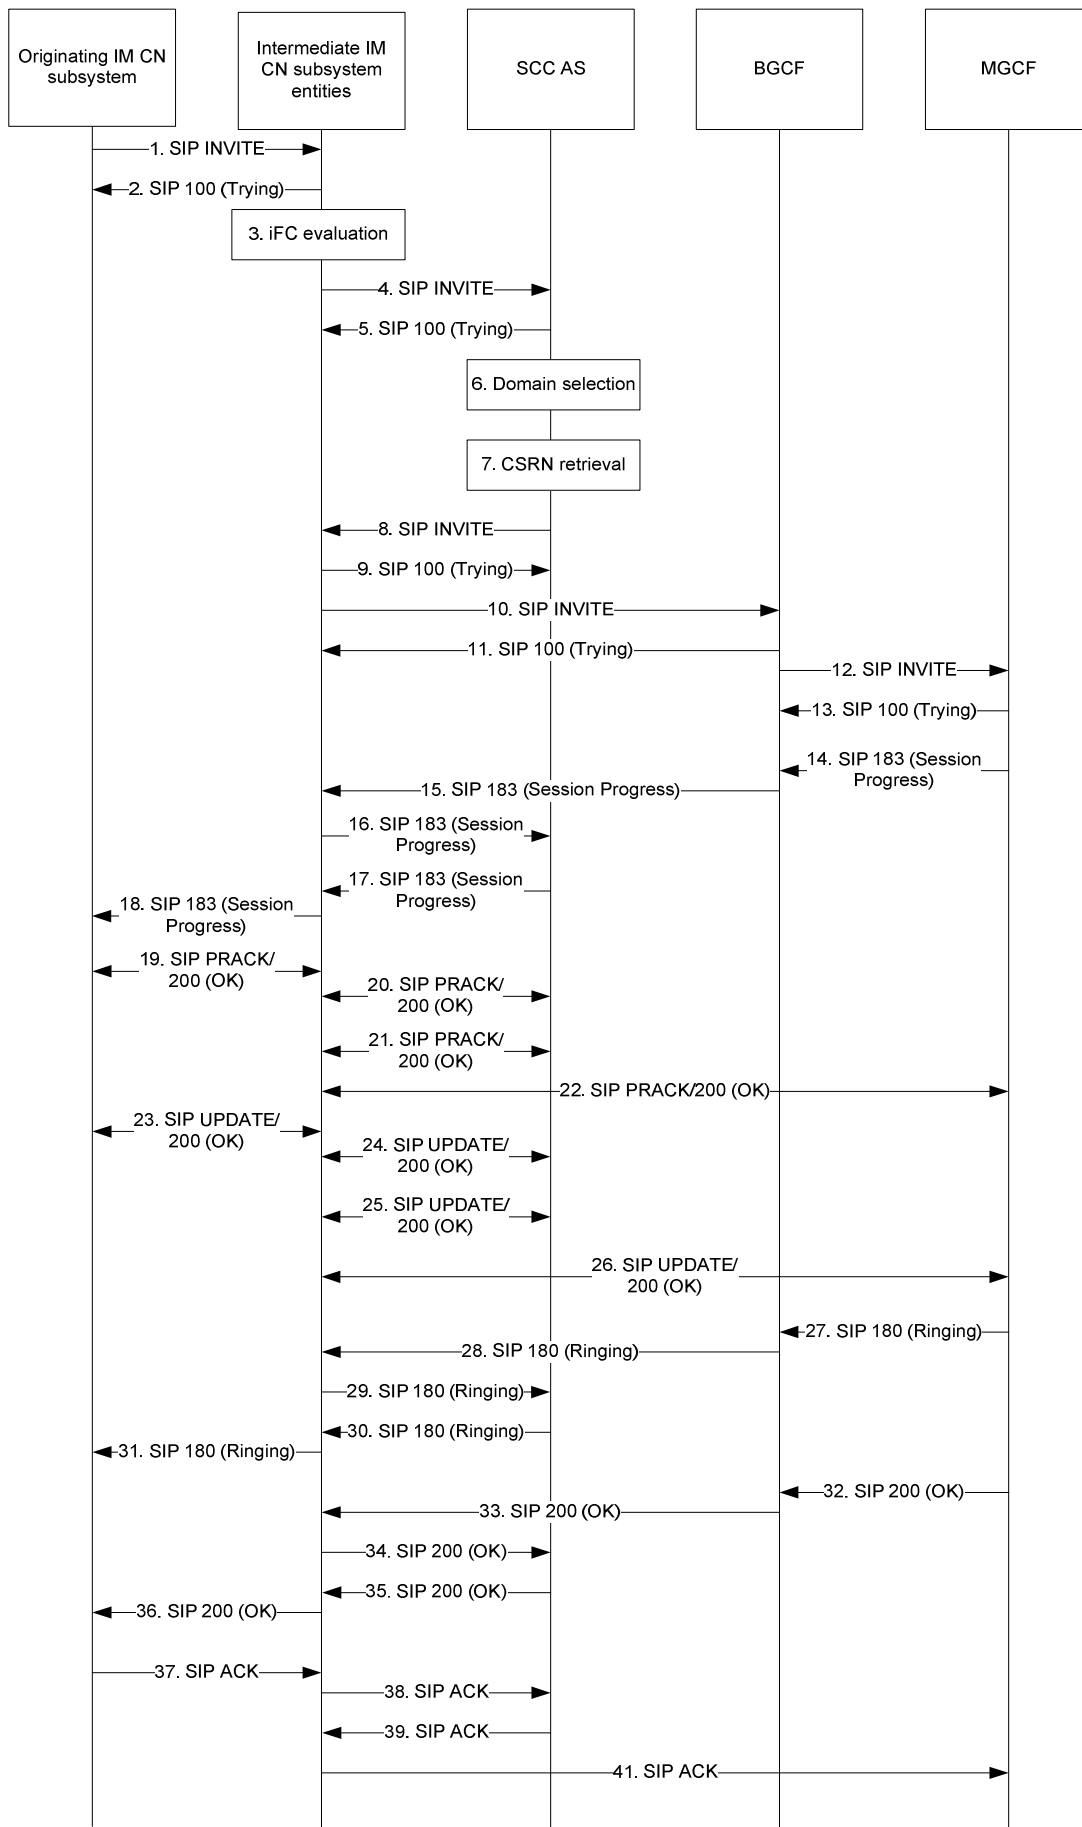 Originating IM CN
subsystem
Intermediate IM
CN subsystem
entities
SCC AS
BGCF
MGCF
1. SIP INVITE
2. SIP 100 (Trying)
3. iFC evaluation
4. SIP INVITE
5. SIP 100 (Trying)
6. Domain selection
7. CSRN retrieval
8. SIP INVITE
9. SIP 100 (Trying)
10. SIP INVITE
11. SIP 100 (Trying)
12. SIP INVITE
13. SIP 100 (Trying)
14. SIP 183 (Session
Progress)
15. SIP 183 (Session Progress)
16. SIP 183 (Session
Progress)
17. SIP 183 (Session
Progress)
18. SIP 183 (Session
Progress)
19. SIP PRACK/
200 (OK)
20. SIP PRACK/
200 (OK)
21. SIP PRACK/
200 (OK)
22. SIP PRACK/200 (OK)
23. SIP UPDATE/
200 (OK)
24. SIP UPDATE/
200 (OK)
25. SIP UPDATE/
200 (OK)
26. SIP UPDATE/
200 (OK)
27. SIP 180 (Ringing)
28. SIP 180 (Ringing)
29. SIP 180 (Ringing)
30. SIP 180 (Ringing)
31. SIP 180 (Ringing)
32. SIP 200 (OK)
33. SIP 200 (OK)
34. SIP 200 (OK)
35. SIP 200 (OK)
36. SIP 200 (OK)
37. SIP ACK
38. SIP ACK
39. SIP ACK
41. SIP ACK